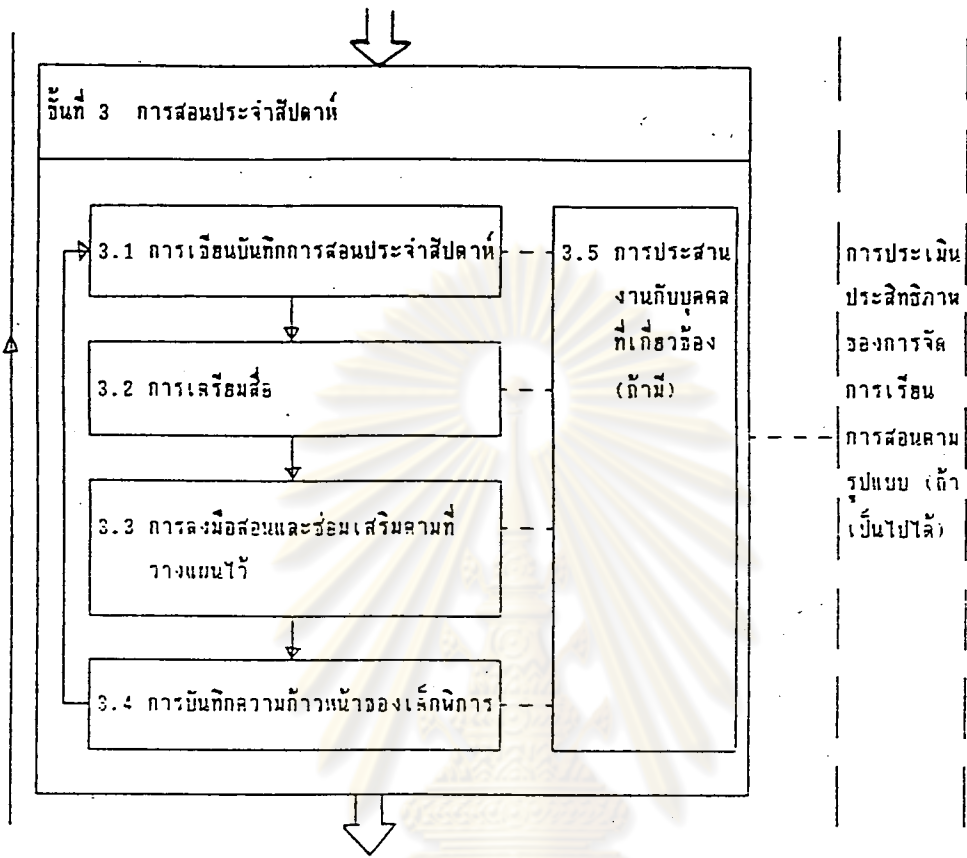 ขั้นที่ 3 การสอนประจำสัปดาห์
3.1 การเขียนบันทึกการสอนประจำสัปดาห์
3.2 การเตรียมสื่อ
3.3 การลงมือสอนและซ่อมเสริมตามที่
วางแผนไว้
3.4 การบันทึกความก้าวหน้าของเด็กพิการ
3.5 การประสาน
งานกับบุคคล
ที่เกี่ยวข้อง
(ถ้ามี)
การประเมิน
ประสิทธิภาพ
ของการจัด
การเรียน
การสอนตาม
รูปแบบ (ถ้า
เป็นไปได้)